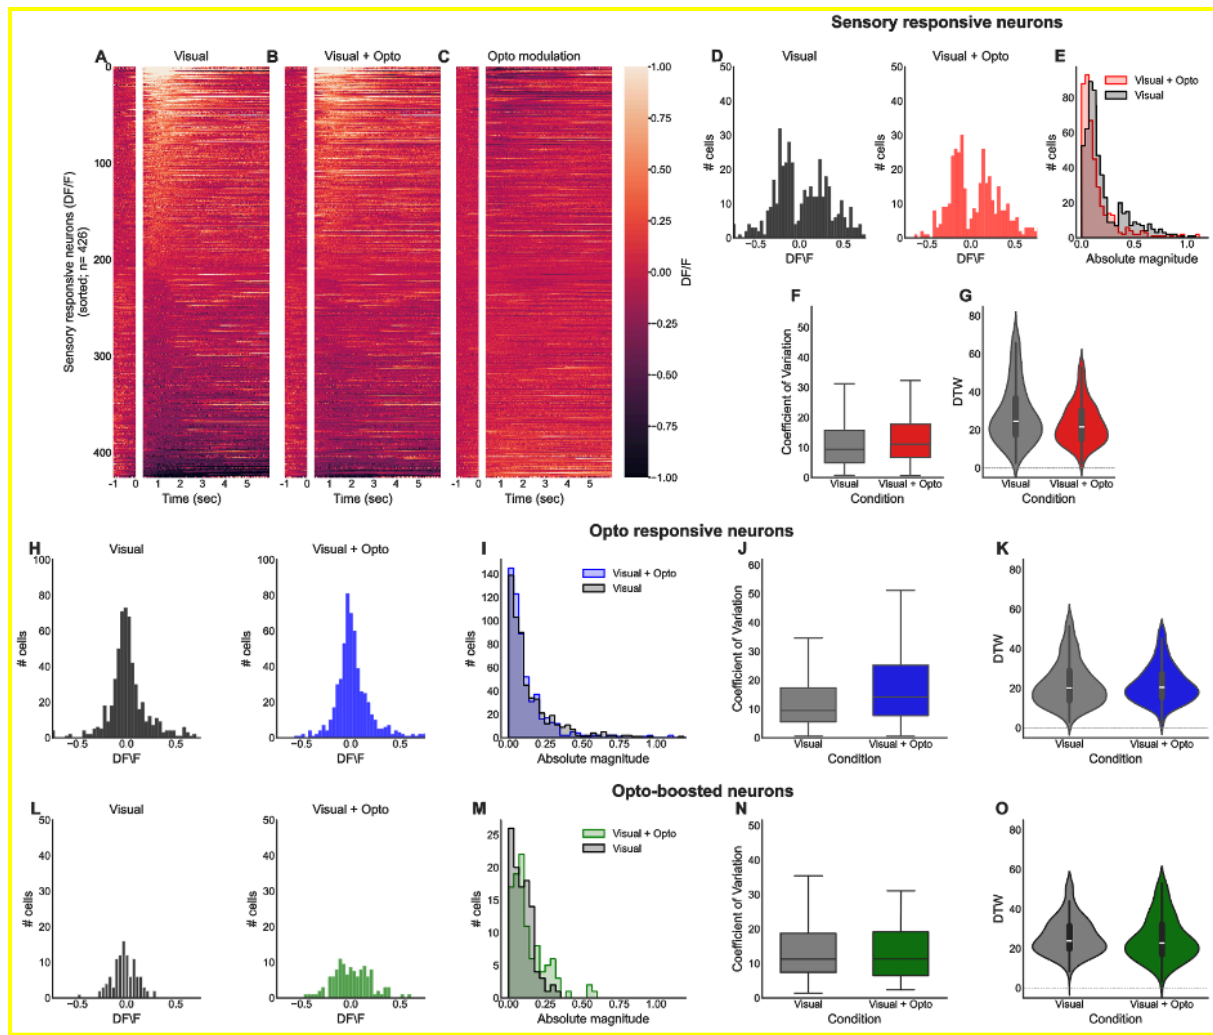 Sensory responsive neurons
A Visual
B Visual + Opto
C Opto modulation
0
100
200
300
400
Sensory responsive neurons (DF/F)
(sorted; n= 426)
-1 0 1 2 3 4 5
Time (sec)
-1 0 1 2 3 4 5
Time (sec)
-1 0 1 2 3 4 5
Time (sec)
1.00
0.75
0.50
0.25
0.00
−0.25
−0.50
−0.75
−1.00
DF/F
D Visual
50
40
30
20
10
0
# cells
−0.5 0.0 0.5
DF\F
Visual + Opto
50
40
30
20
10
0
# cells
−0.5 0.0 0.5
DF\F
E
Visual + Opto
Visual
80
60
40
20
0
# cells
0.0 0.5 1.0
Absolute magnitude
F
50
40
30
20
10
0
Coefficient of Variation
Visual Visual + Opto
Condition
G
80
60
40
20
0
DTW
Visual Visual + Opto
Condition
Opto responsive neurons
H Visual
100
80
60
40
20
0
# cells
0.0 0.5
DF\F
Visual + Opto
100
80
60
40
20
0
# cells
−0.5 0.0 0.5
DF\F
I
Visual + Opto
Visual
140
120
100
80
60
40
20
0
# cells
0.00 0.25 0.50 0.75 1.00
Absolute magnitude
J
60
50
40
30
20
10
0
Coefficient of Variation
Visual Visual + Opto
Condition
K
80
60
40
20
0
DTW
Visual Visual + Opto
Condition
Opto-boosted neurons
L Visual
50
40
30
20
10
0
# cells
−0.5 0.0 0.5
DF\F
Visual + Opto
50
40
30
20
10
0
# cells
−0.5 0.0 0.5
DF\F
M
Visual + Opto
Visual
25
20
15
10
5
0
# cells
0.00 0.25 0.50 0.75 1.00
Absolute magnitude
N
50
40
30
20
10
0
Coefficient of Variation
Visual Visual + Opto
Condition
O
80
60
40
20
0
DTW
Visual Visual + Opto
Condition